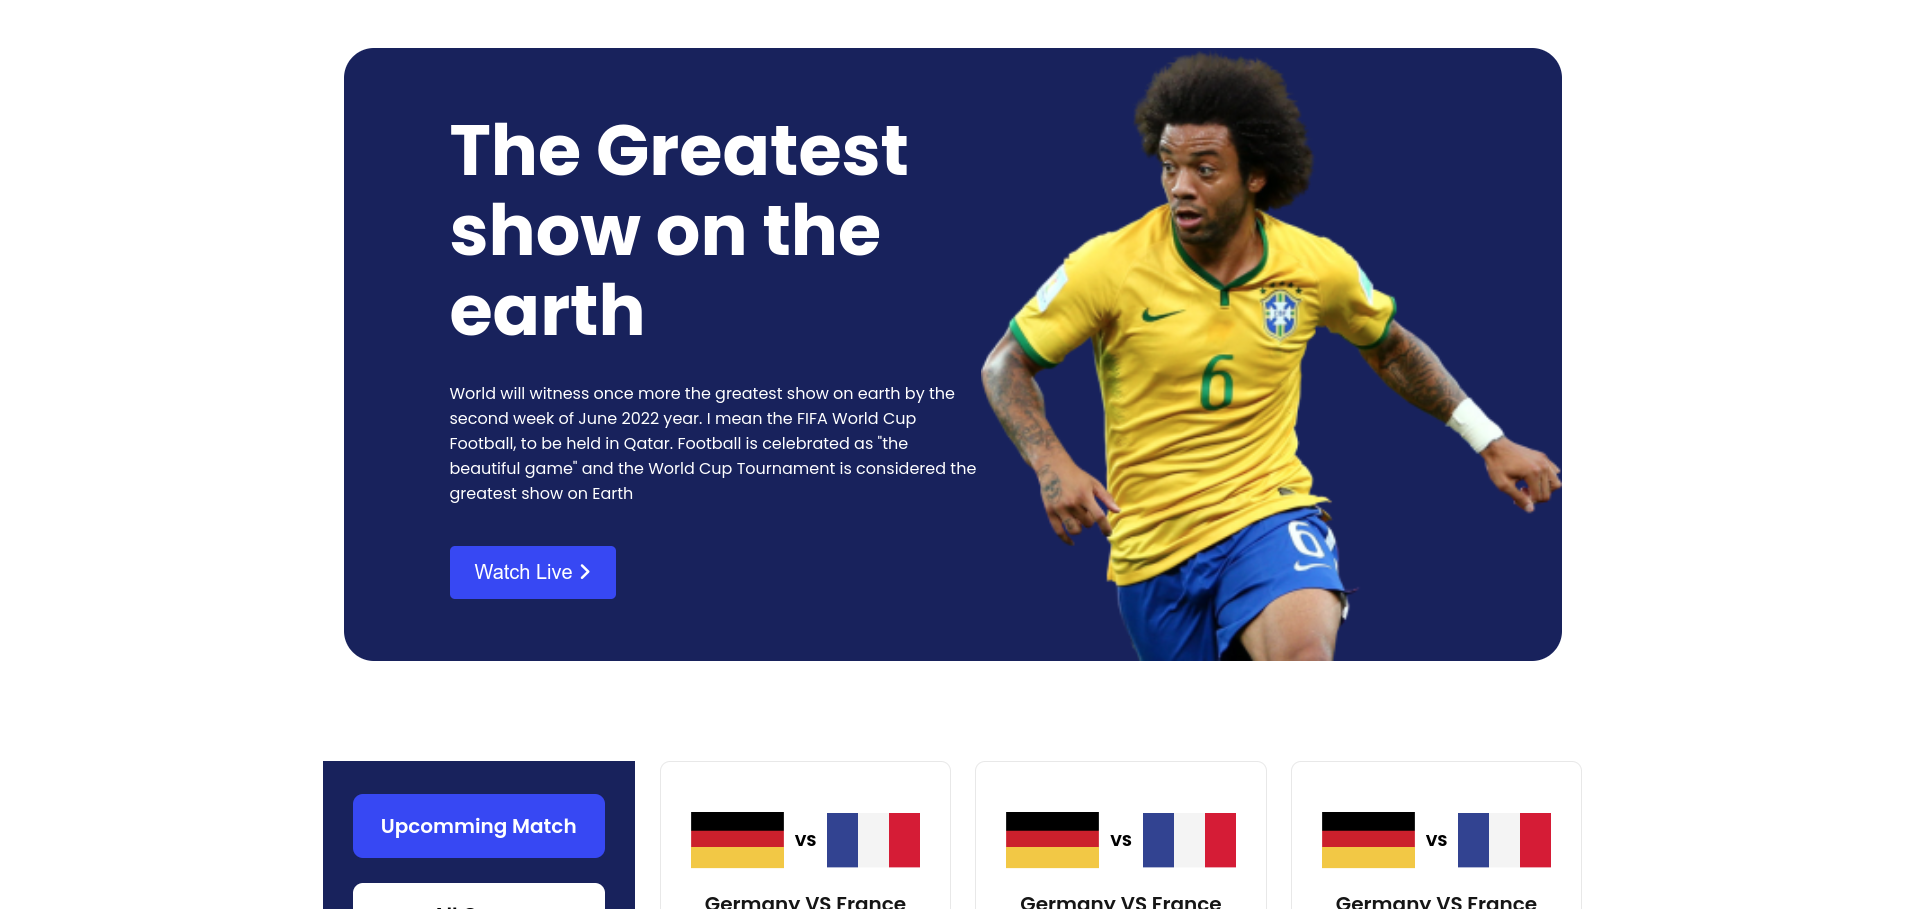 The Greatest
show on the
earth
World will witness once more the greatest show on earth by the
second week of June 2022 year. I mean the FIFA World Cup
Football, to be held in Qatar. Football is celebrated as "the
beautiful game" and the World Cup Tournament is considered the
greatest show on Earth
Watch Live
6
6
Upcomming Match
VS
VS
VS
Germany VS France
Germany VS France
Germany VS France